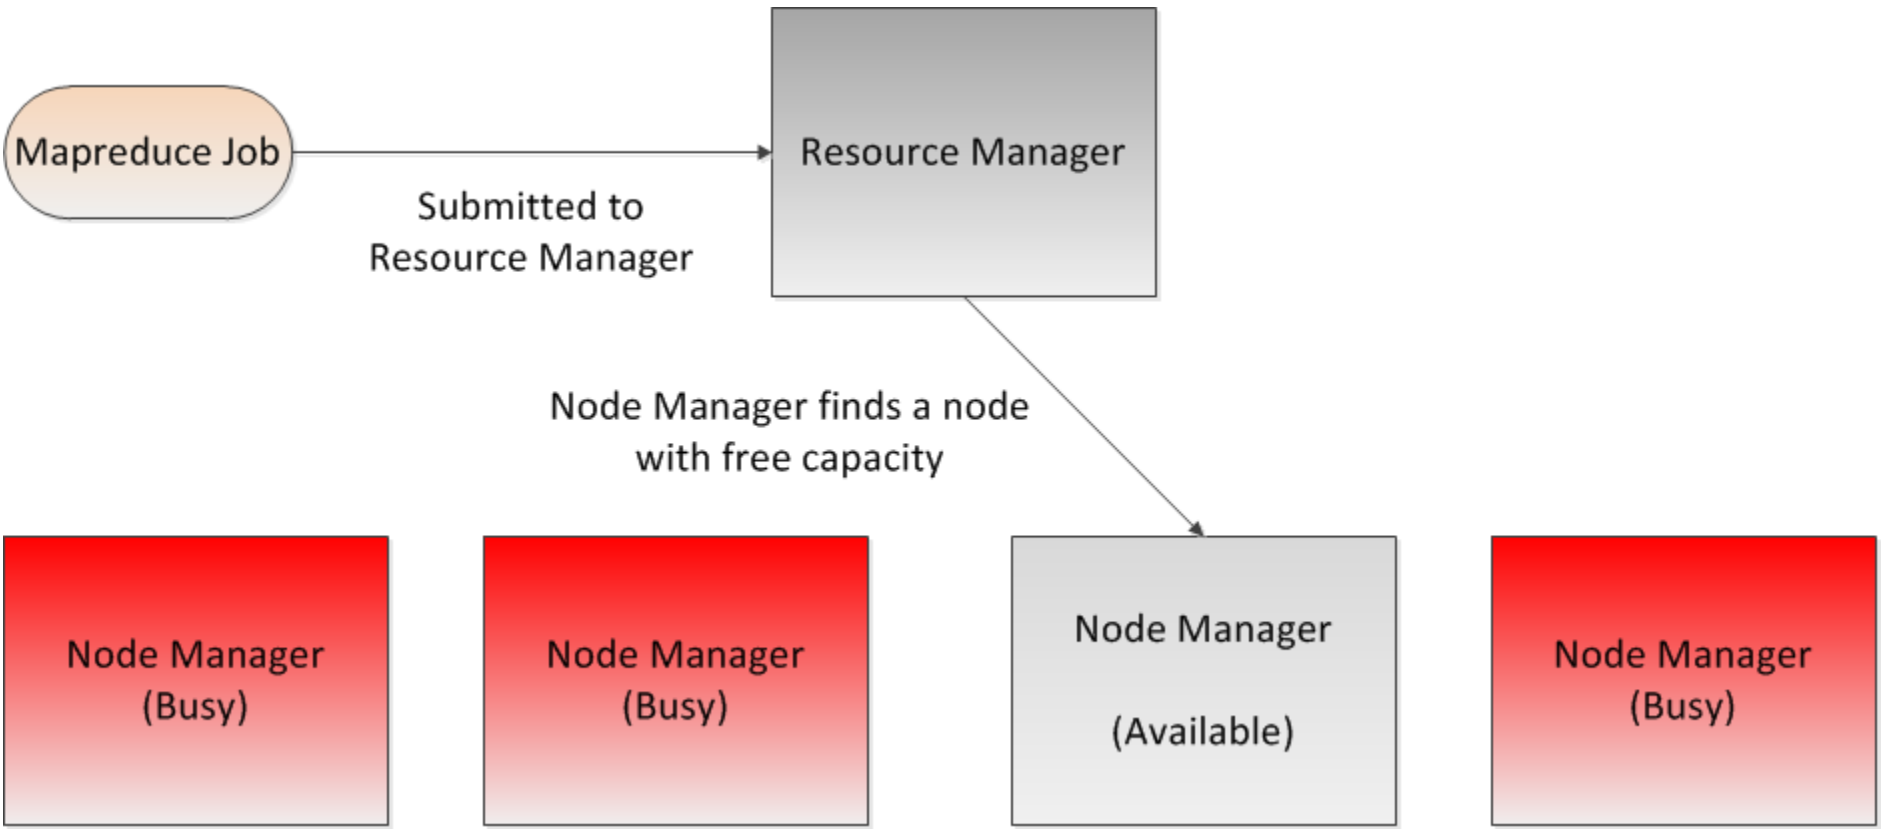 Mapreduce Job
Resource Manager
Submitted to
Resource Manager
Node Manager finds a node
with free capacity
Node Manager
(Busy)
Node Manager
(Busy)
Node Manager
(Available)
Node Manager
(Busy)